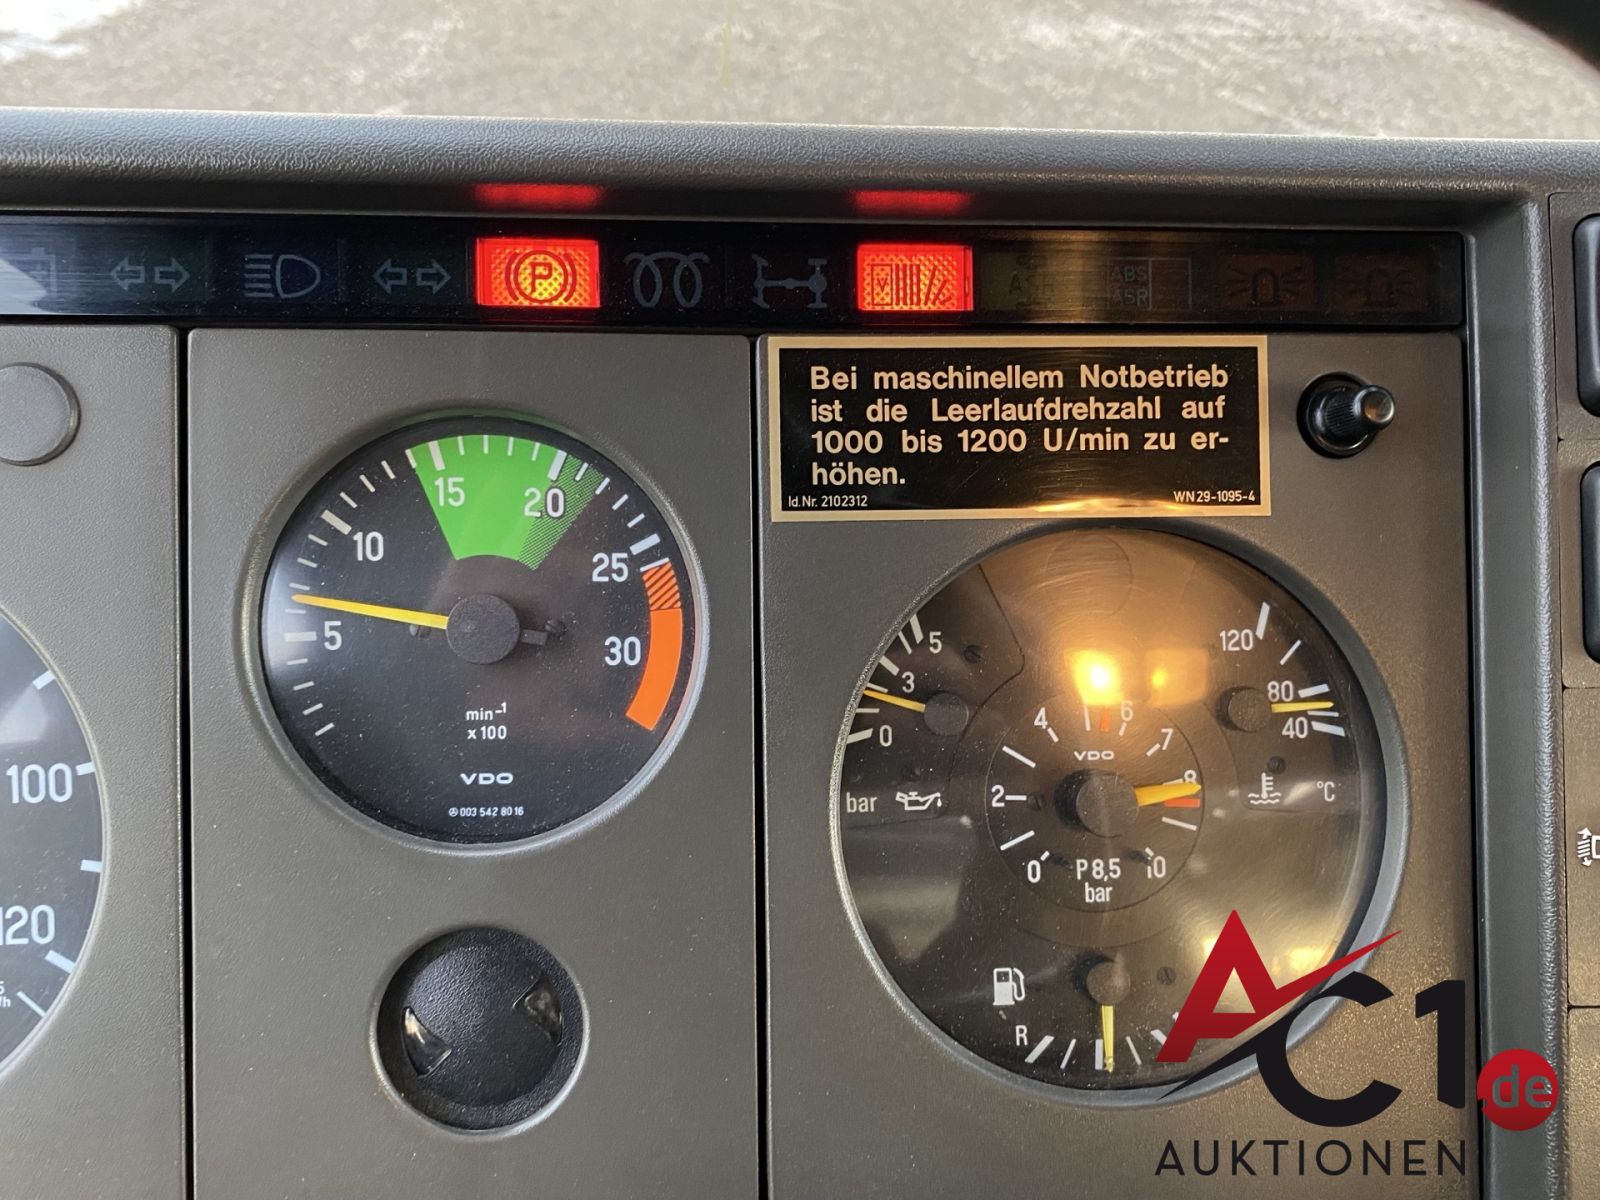 P
V
ABS
ASR
Bei maschinellem Notbetrieb
ist die Leerlaufdrehzahl auf
1000 bis 1200 U/min zu er-
höhen.
Id.Nr. 2102312
WN 29-1095-4
5
10
15
20
25
30
min⁻¹
x 100
VDO
003 542 80 16
100
120
5
3
0
bar
120
80
40
°C
VDO
0
2
4
6
7
8
10
P 8,5
bar
R
AC1.de
AUKTIONEN